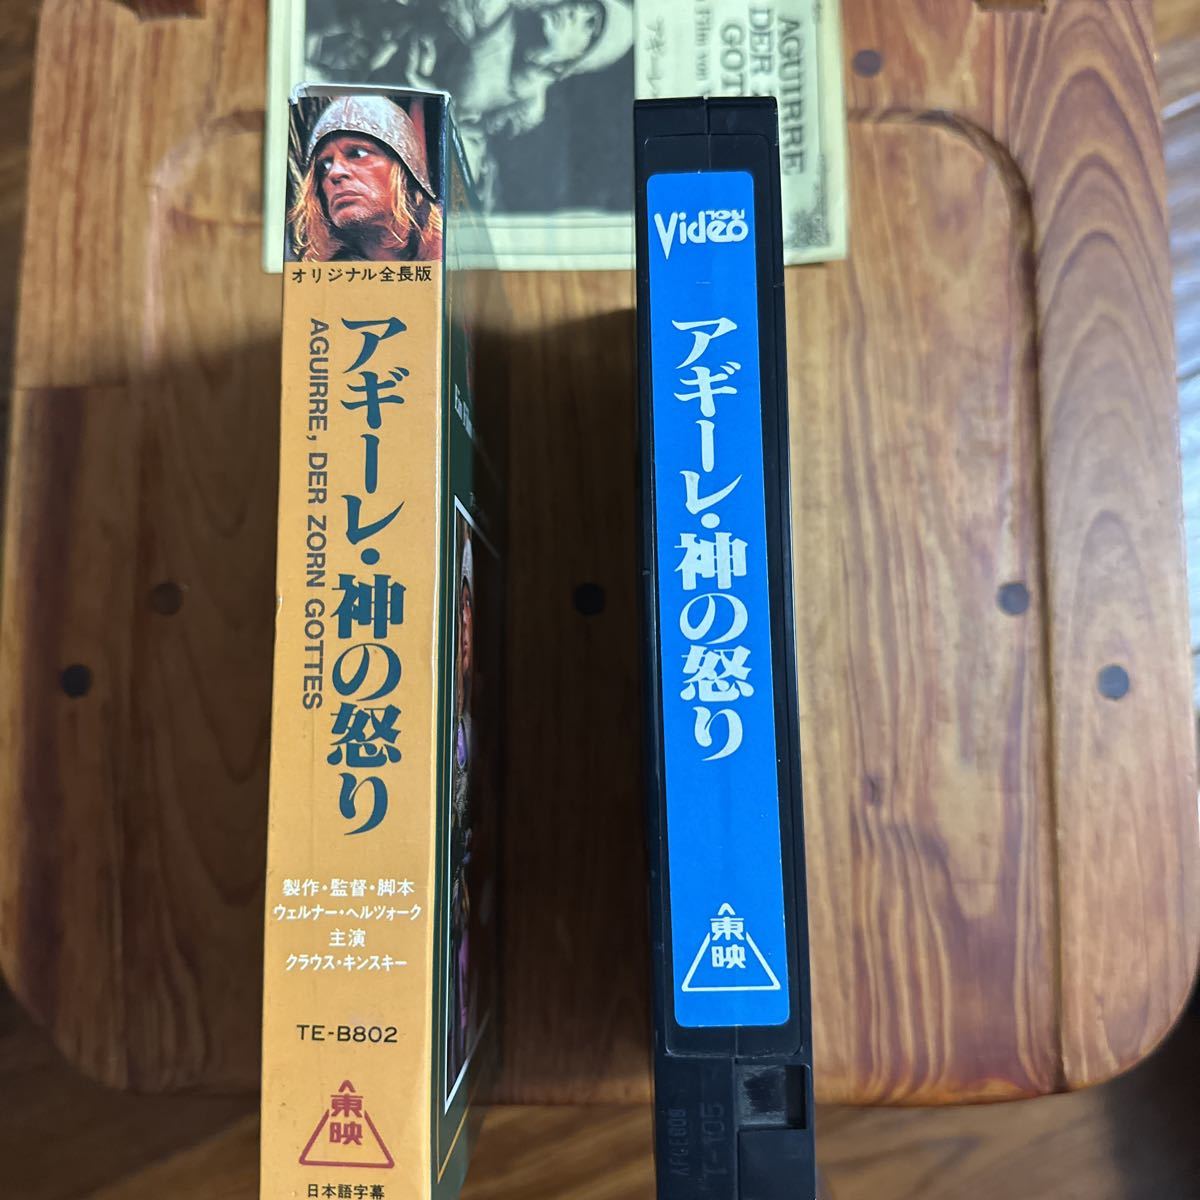 AGUIRRE
DER
GOT
Film von
アギーレ
オリジナル全長版
アギーレ・神の怒り
AGUIRRE, DER ZORN GOTTES
製作・監督・脚本
ウェルナー・ヘルツォーク
主演
クラウス・キンスキー
TE-B802
東映
日本語字幕
Video
アギーレ・神の怒り
東映
T-105